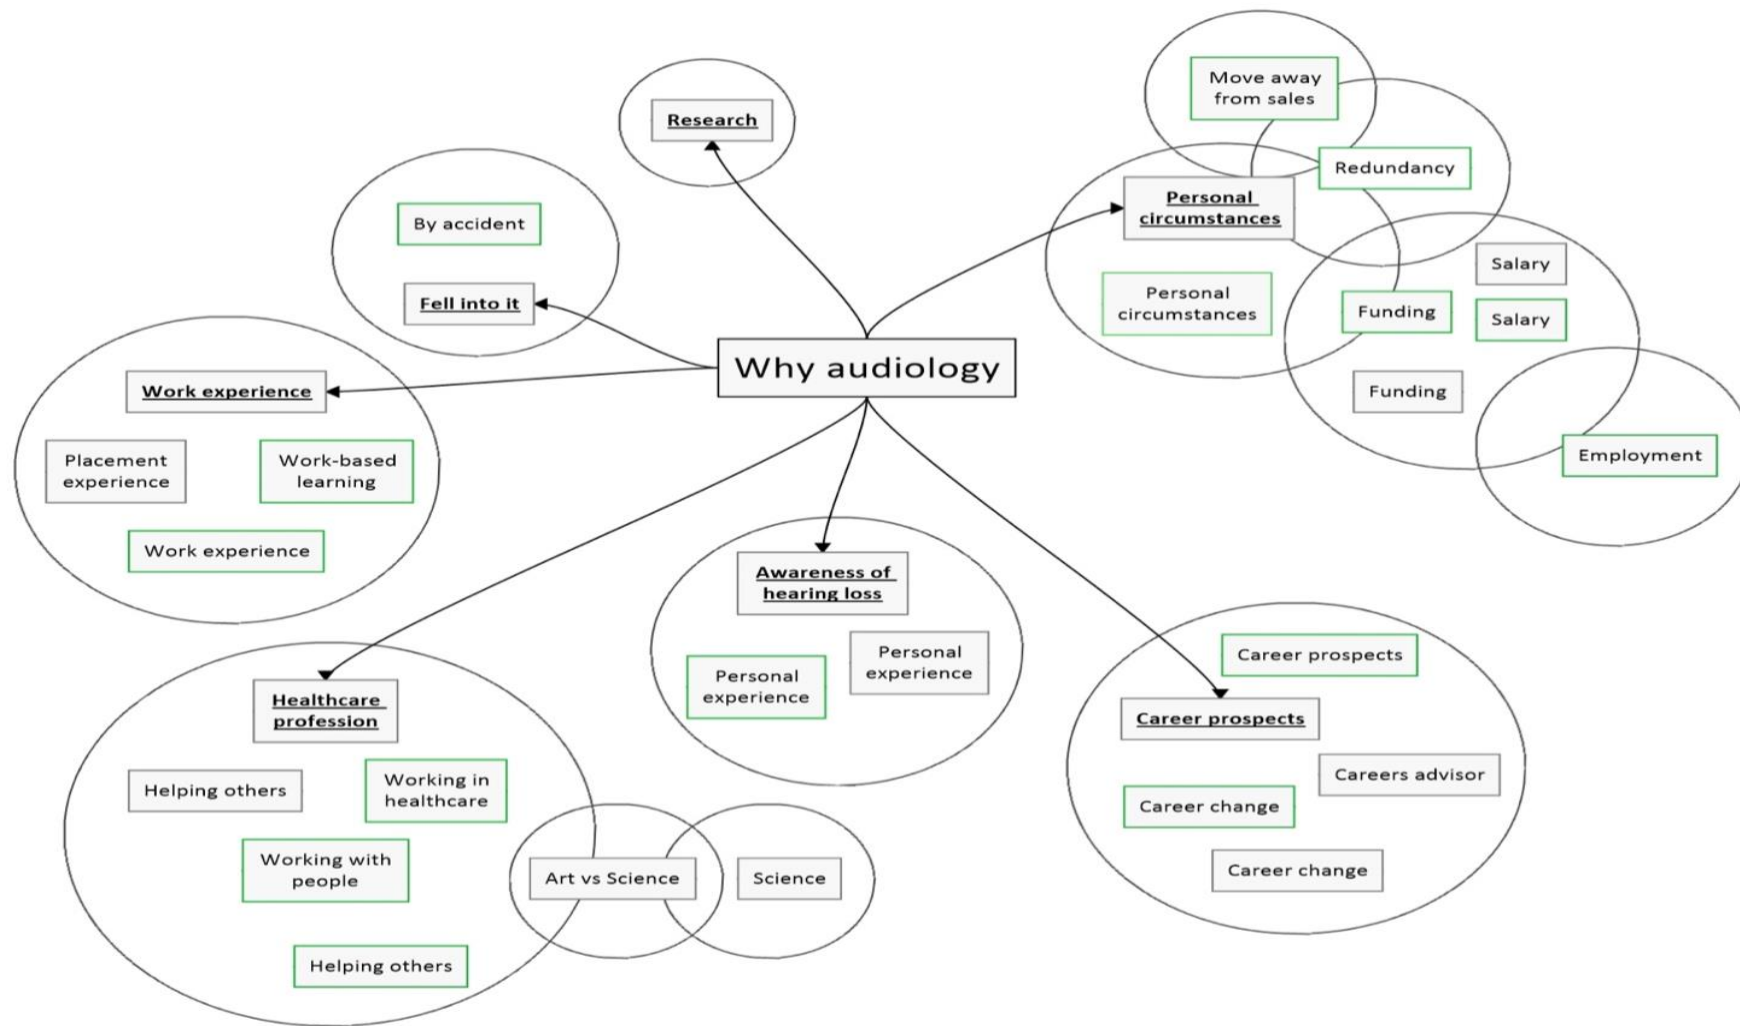 Move away
from sales
Research
Redundancy
Personal
circumstances
By accident
Salary
Fell into it
Personal
circumstances
Funding
Salary
Why audiology
Work experience
Funding
Placement
experience
Work-based
learning
Employment
Work experience
Awareness of
hearing loss
Personal
experience
Personal
experience
Career prospects
Healthcare
profession
Career prospects
Helping others
Working in
healthcare
Careers advisor
Career change
Working with
people
Art vs Science
Science
Career change
Helping others